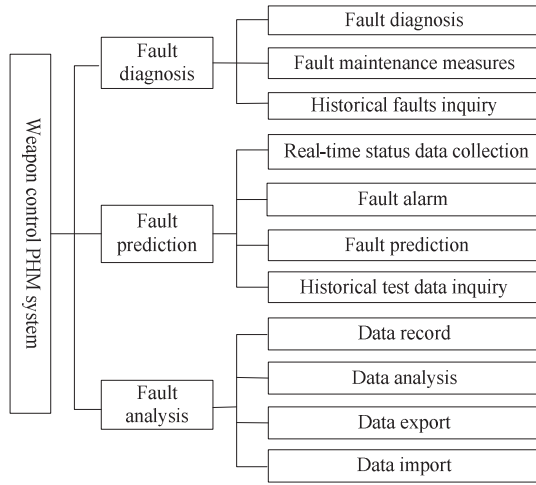 Weapon control PHM system
Fault
diagnosis
Fault diagnosis
Fault maintenance measures
Historical faults inquiry
Fault
prediction
Real-time status data collection
Fault alarm
Fault prediction
Historical test data inquiry
Fault
analysis
Data record
Data analysis
Data export
Data import